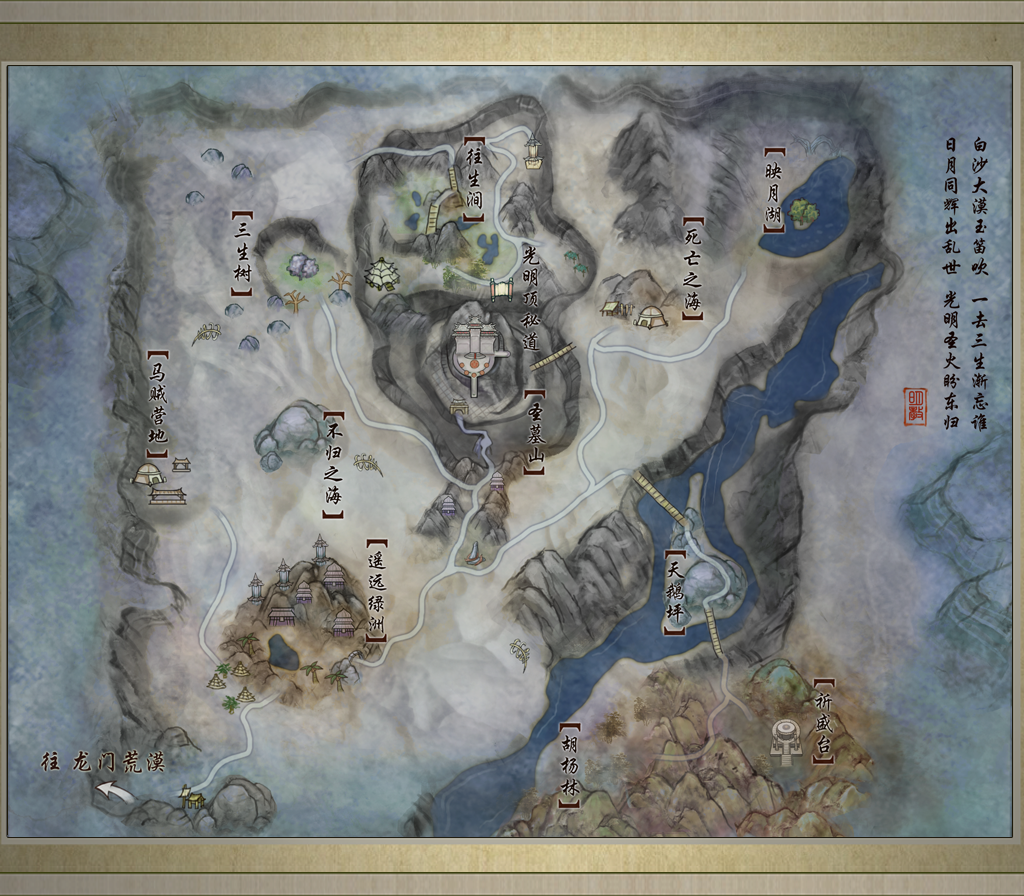 白沙大漠玉笛吹 一去三生渐忘谁
日月同辉出乱世 光明圣火盼东归
【往生涧】
【映月湖】
【三生树】
【死亡之海】
光明顶秘道
【马贼营地】
【圣墓山】
【不归之海】
【遥远绿洲】
【天鹅坪】
【祈盛台】
【胡杨林】
往 龙门荒漠